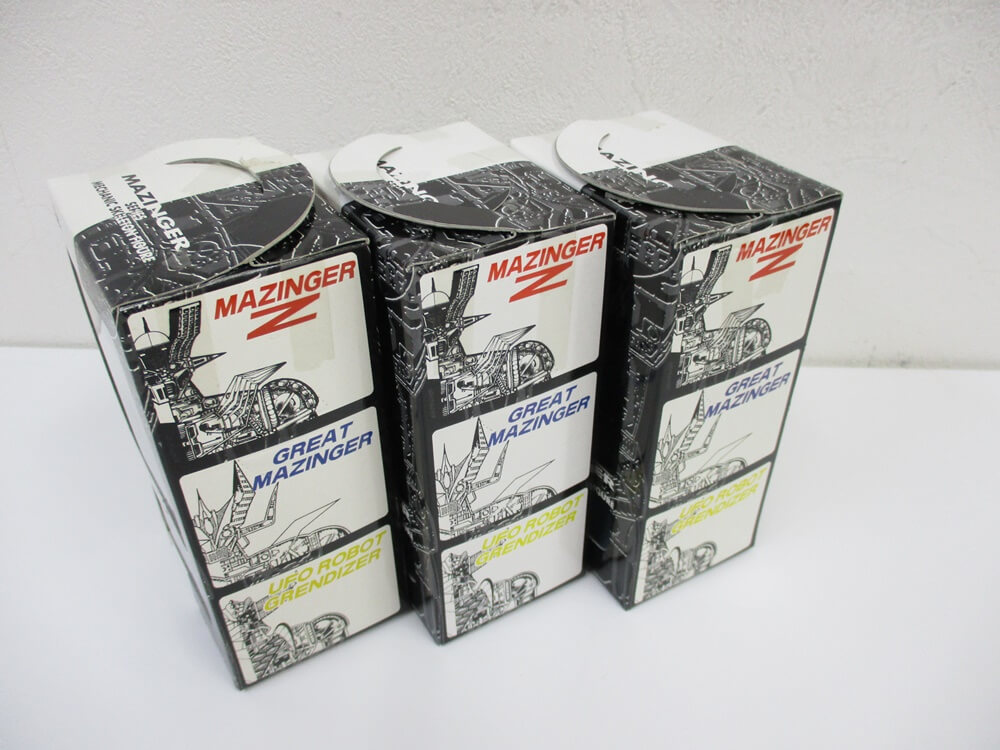 MAZINGER
SERIES
MECHANIC SKELETON FIGURE
MAZINGER
Z
GREAT
MAZINGER
UFO ROBOT
GRENDIZER
MAZINGER
Z
GREAT
MAZINGER
UFO ROBOT
GRENDIZER
MAZINGER
Z
GREAT
MAZINGER
UFO ROBOT
GRENDIZER